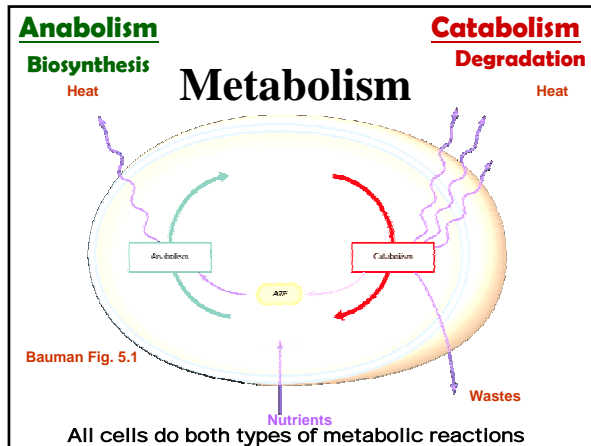 Anabolism
Catabolism
Biosynthesis
Degradation
Heat
Metabolism
Heat
Anabolism
Catabolism
ATP
Bauman Fig. 5.1
Wastes
Nutrients
All cells do both types of metabolic reactions